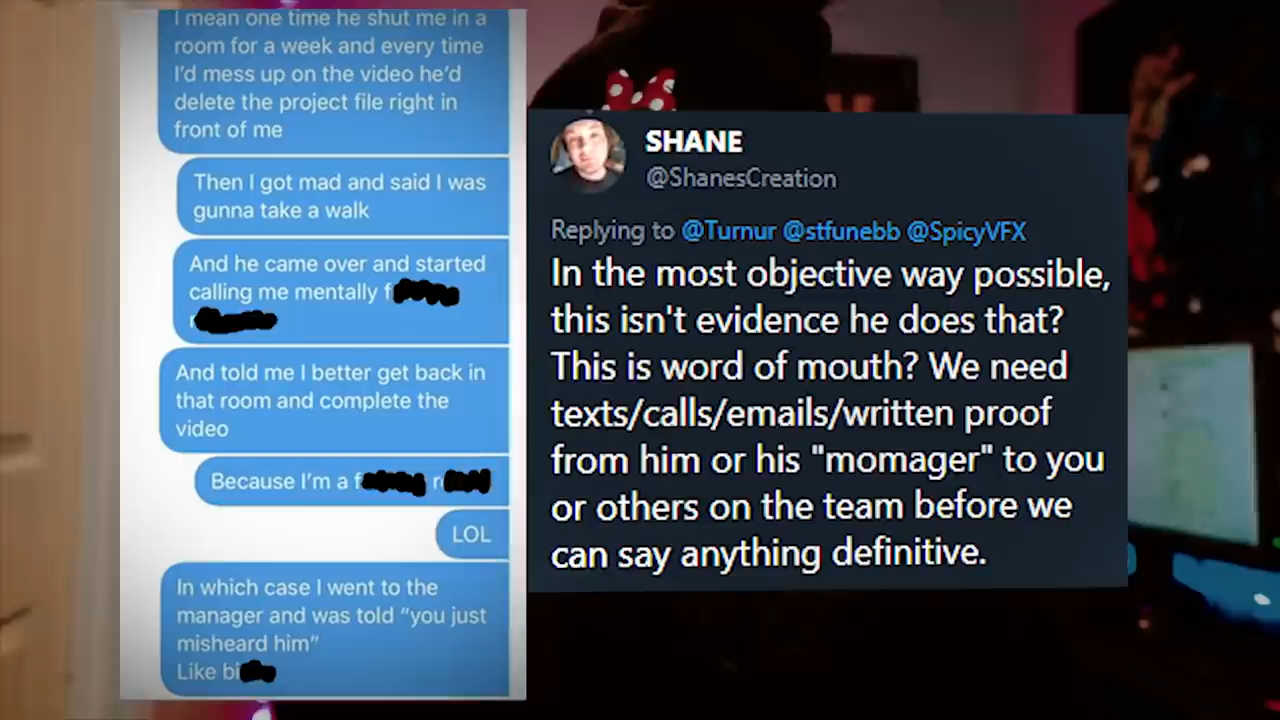 I mean one time he shut me in a
room for a week and every time
I'd mess up on the video he'd
delete the project file right in
front of me
Then I got mad and said I was
gunna take a walk
And he came over and started
calling me mentally f
r
And told me I better get back in
that room and complete the
video
Because I'm a f r
LOL
In which case I went to the
manager and was told “you just
misheard him”
Like bi
SHANE
@ShanesCreation
Replying to @Turnur @stfunebb @SpicyVFX
In the most objective way possible,
this isn't evidence he does that?
This is word of mouth? We need
texts/calls/emails/written proof
from him or his "momager" to you
or others on the team before we
can say anything definitive.